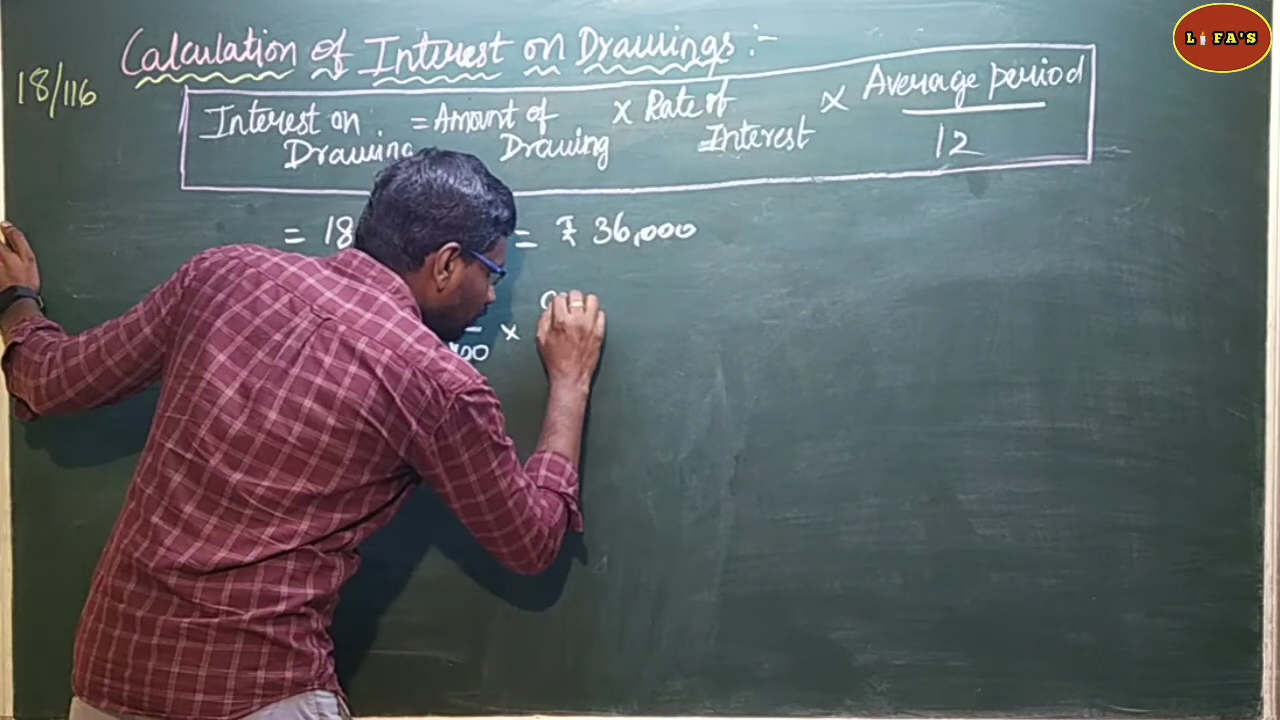 Calculation of Interest on Drawings :-
18/116
Interest on Drawing = Amount of Drawing × Rate of Interest × Average period / 12
= 18 = ₹ 36,000
00 ×
LIFA'S